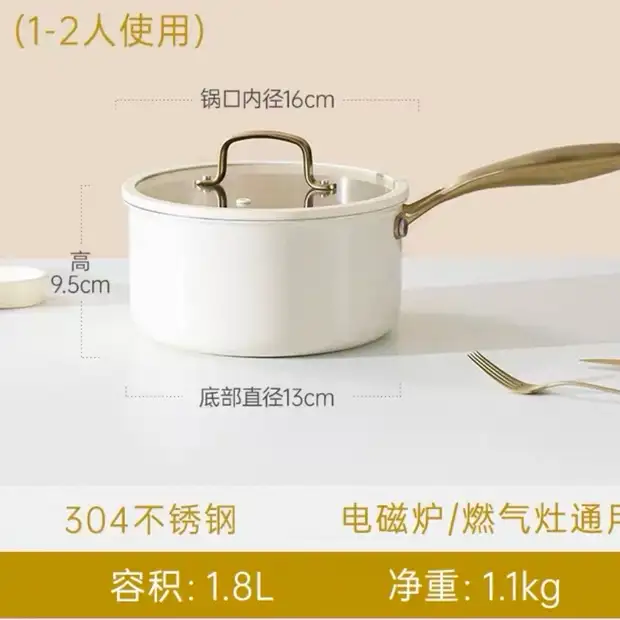 (1-2人使用)
锅口内径16cm
高
9.5cm
底部直径13cm
304不锈钢
电磁炉/燃气灶通用
容积: 1.8L
净重: 1.1kg